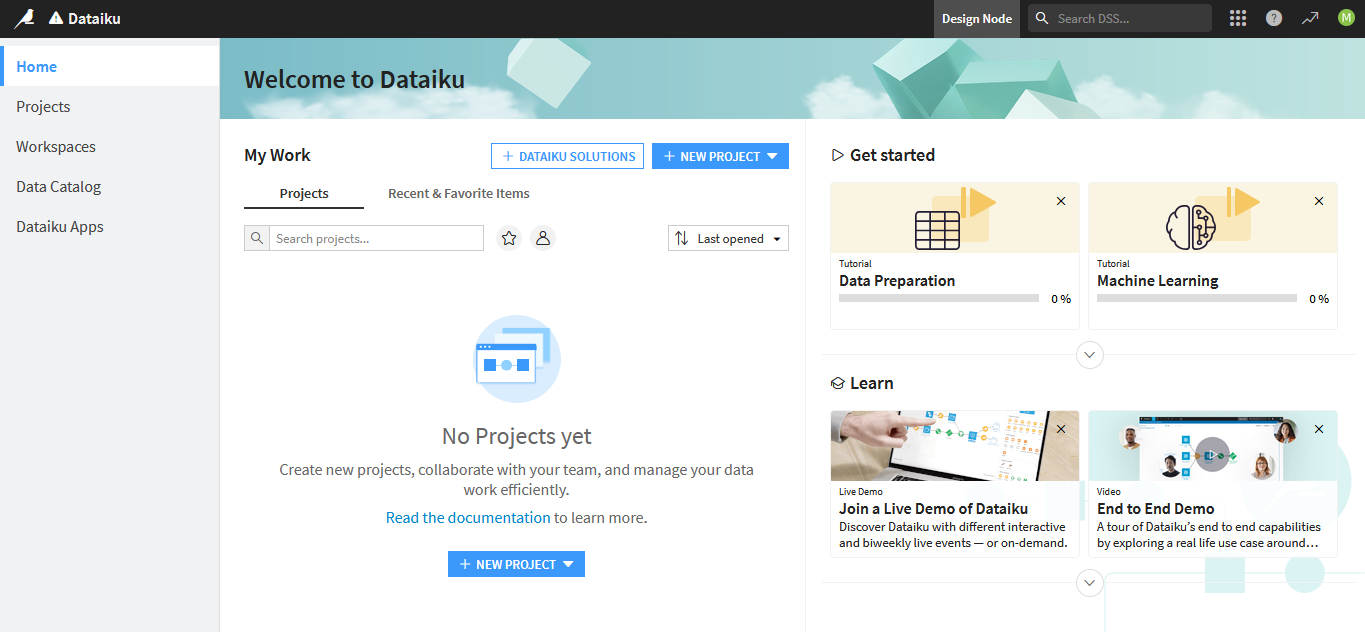 Dataiku
Design Node
Search DSS...
?
M
Home
Projects
Workspaces
Data Catalog
Dataiku Apps
Welcome to Dataiku
My Work
+ DATAIKU SOLUTIONS
+ NEW PROJECT
Projects
Recent & Favorite Items
Search projects...
Last opened
No Projects yet
Create new projects, collaborate with your team, and manage your data
work efficiently.
Read the documentation to learn more.
+ NEW PROJECT
Get started
Tutorial
Data Preparation
0 %
Tutorial
Machine Learning
0 %
Learn
Live Demo
Join a Live Demo of Dataiku
Discover Dataiku with different interactive
and biweekly live events — or on-demand.
Video
End to End Demo
A tour of Dataiku’s end to end capabilities
by exploring a real life use case around…